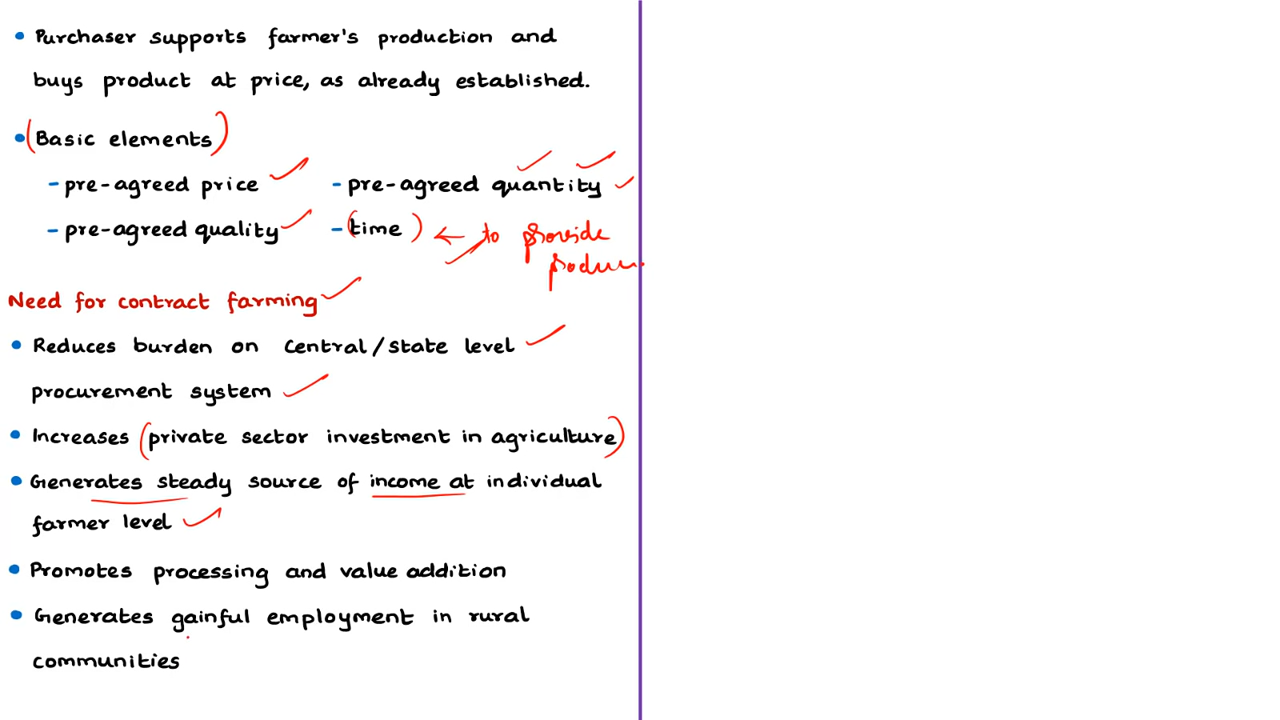 • Purchaser supports farmer's production and
buys product at price, as already established.
• (Basic elements)
- pre-agreed price - pre-agreed quantity
- pre-agreed quality - (time) ← to provide
Need for contract farming
• Reduces burden on central/state level
procurement system
• Increases (private sector investment in agriculture)
• Generates steady source of income at individual
farmer level
• Promotes processing and value addition
• Generates gainful employment in rural
communities